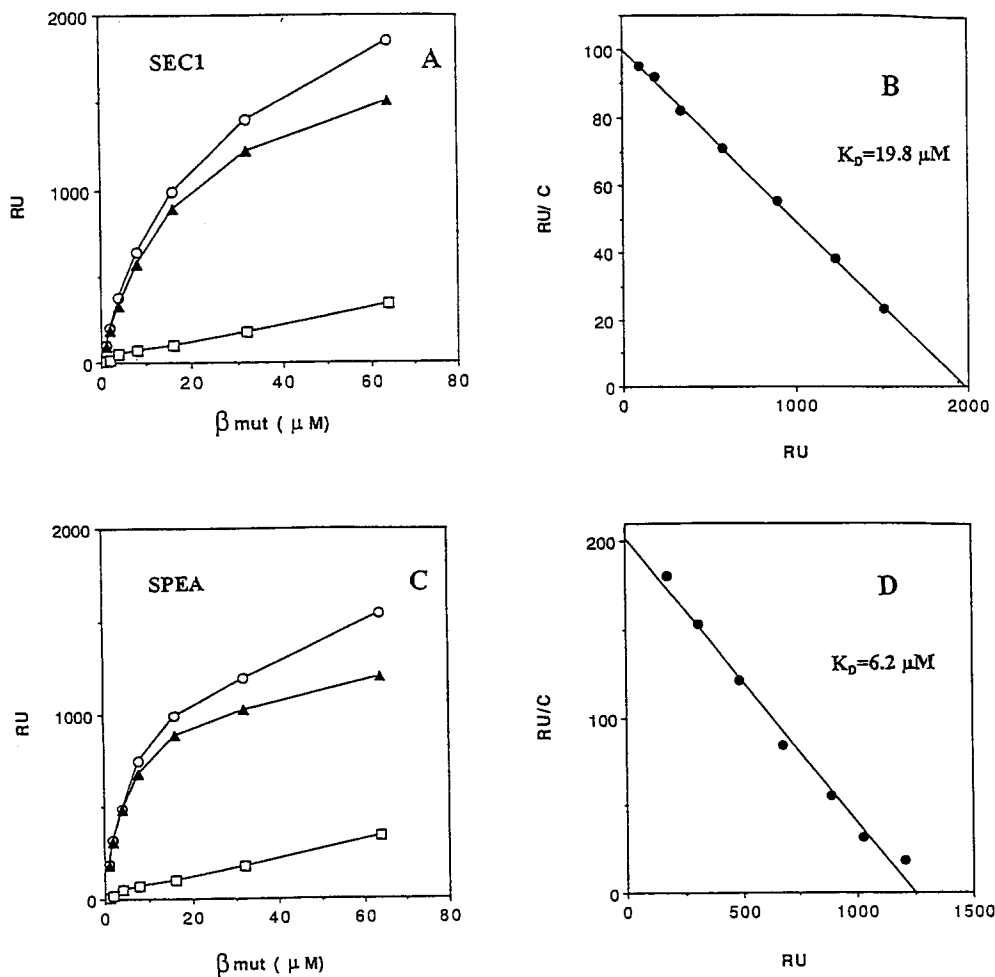 2000
SEC1
A
1000
RU
0
0 20 40 60 80
β mut ( μ M)
100
80
60
40
20
0
RU/ C
B
K_D=19.8 μM
0 1000 2000
RU
2000
SPEA
C
1000
RU
0
0 20 40 60 80
β mut ( μ M)
200
100
0
RU/C
D
K_D=6.2 μM
0 500 1000 1500
RU